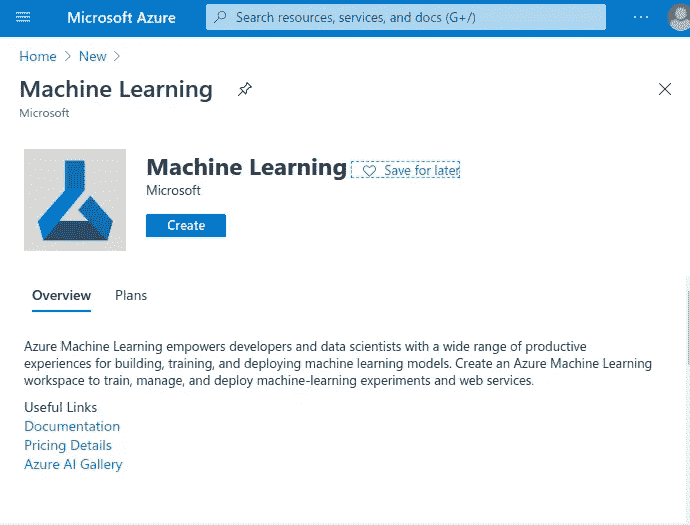 Microsoft Azure
Search resources, services, and docs (G+/)
...
Home > New >
Machine Learning
Microsoft
Machine Learning
Save for later
Microsoft
Create
Overview Plans
Azure Machine Learning empowers developers and data scientists with a wide range of productive
experiences for building, training, and deploying machine learning models. Create an Azure Machine Learning
workspace to train, manage, and deploy machine-learning experiments and web services.
Useful Links
Documentation
Pricing Details
Azure AI Gallery